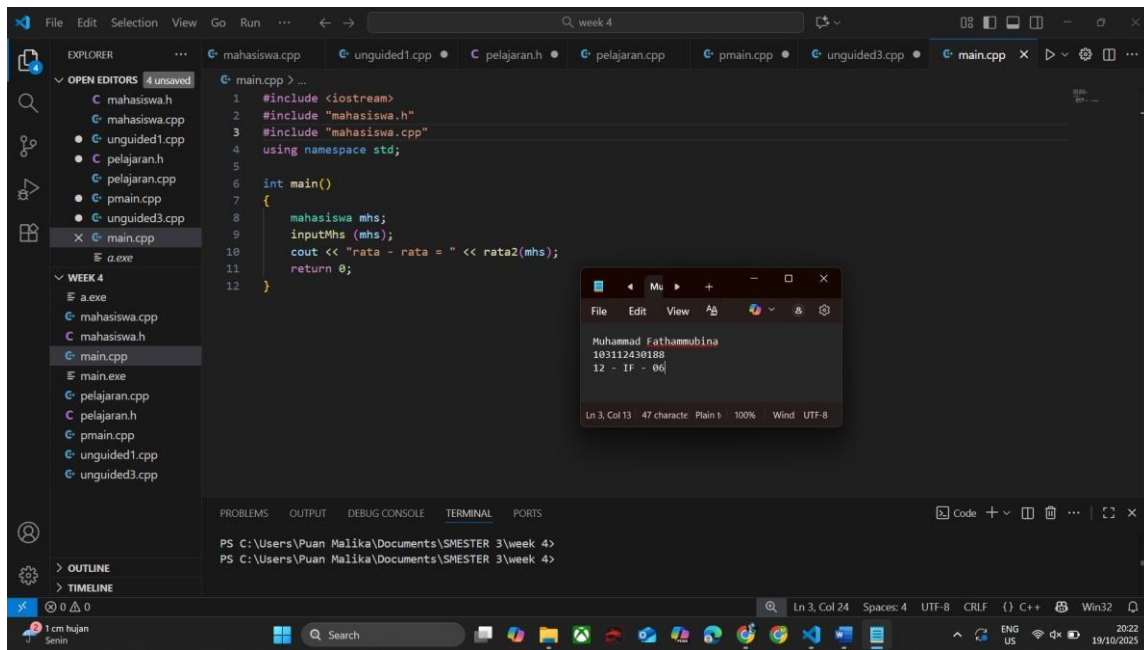 File Edit Selection View Go Run ... week 4
EXPLORER ...
mahasiswa.cpp unguided1.cpp pelajaran.h pelajaran.cpp pmain.cpp unguided3.cpp main.cpp
OPEN EDITORS 4 unsaved
mahasiswa.h
mahasiswa.cpp
unguided1.cpp
pelajaran.h
pelajaran.cpp
pmain.cpp
unguided3.cpp
main.cpp
a.exe
WEEK 4
a.exe
mahasiswa.cpp
mahasiswa.h
main.cpp
main.exe
pelajaran.cpp
pelajaran.h
pmain.cpp
unguided1.cpp
unguided3.cpp
OUTLINE
TIMELINE
main.cpp > ...
1 #include <iostream>
2 #include "mahasiswa.h"
3 #include "mahasiswa.cpp"
4 using namespace std;
5
6 int main()
7 {
8 mahasiswa mhs;
9 inputMhs (mhs);
10 cout << "rata - rata = " << rata2(mhs);
11 return 0;
12 }
Mu
File Edit View
Muhammad Fathammubina
103112430188
12 - IF - 06
Ln 3, Col 13 47 characte Plain t 100% Wind UTF-8
PROBLEMS OUTPUT DEBUG CONSOLE TERMINAL PORTS Code
PS C:\Users\Puan Malika\Documents\SMESTER 3\week 4>
PS C:\Users\Puan Malika\Documents\SMESTER 3\week 4>
0 0 Ln 3, Col 24 Spaces: 4 UTF-8 CRLF {} C++ Win32
2 1 cm hujan
Senin
Search
ENG
US
20:22
19/10/2025